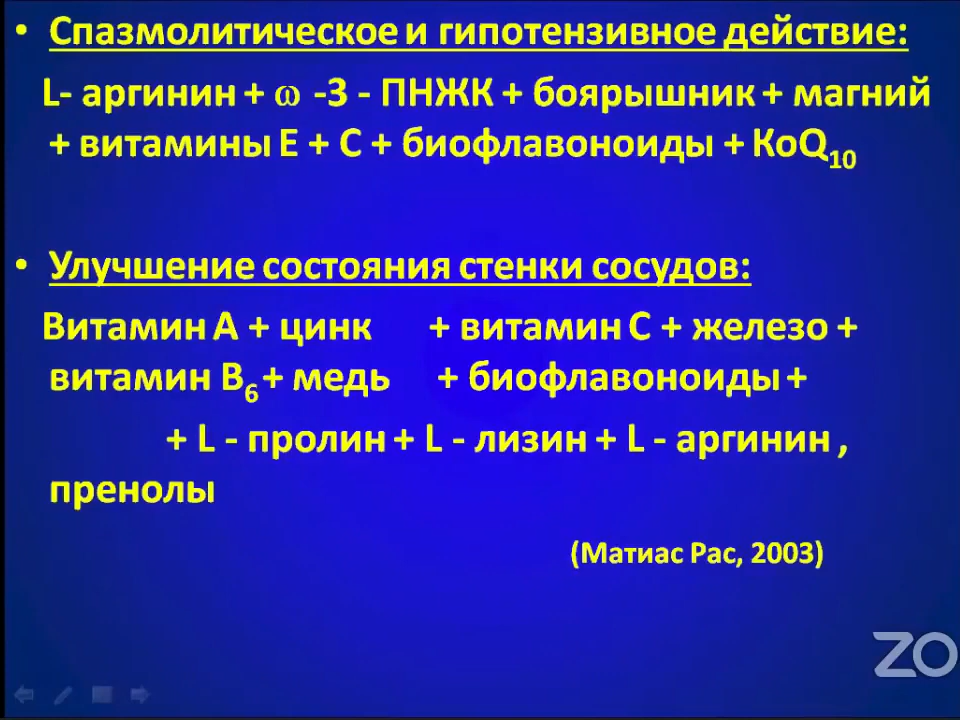 • Спазмолитическое и гипотензивное действие:
L- аргинин + ω -3 - ПНЖК + боярышник + магний
+ витамины Е + С + биофлавоноиды + КоQ10
• Улучшение состояния стенки сосудов:
Витамин А + цинк + витамин С + железо +
витамин В6 + медь + биофлавоноиды +
+ L - пролин + L - лизин + L - аргинин ,
пренолы
(Матиас Рас, 2003)
ZO